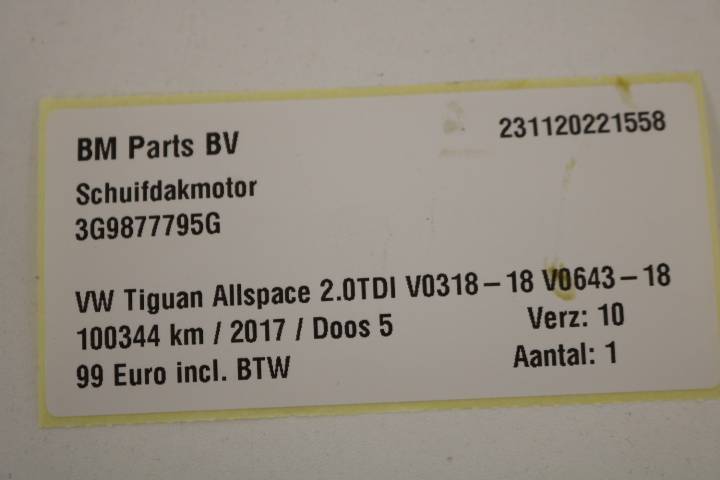 BM Parts BV 231120221558
Schuifdakmotor
3G9877795G
VW Tiguan Allspace 2.0TDI V0318-18 V0643-18
100344 km / 2017 / Doos 5 Verz: 10
99 Euro incl. BTW Aantal: 1